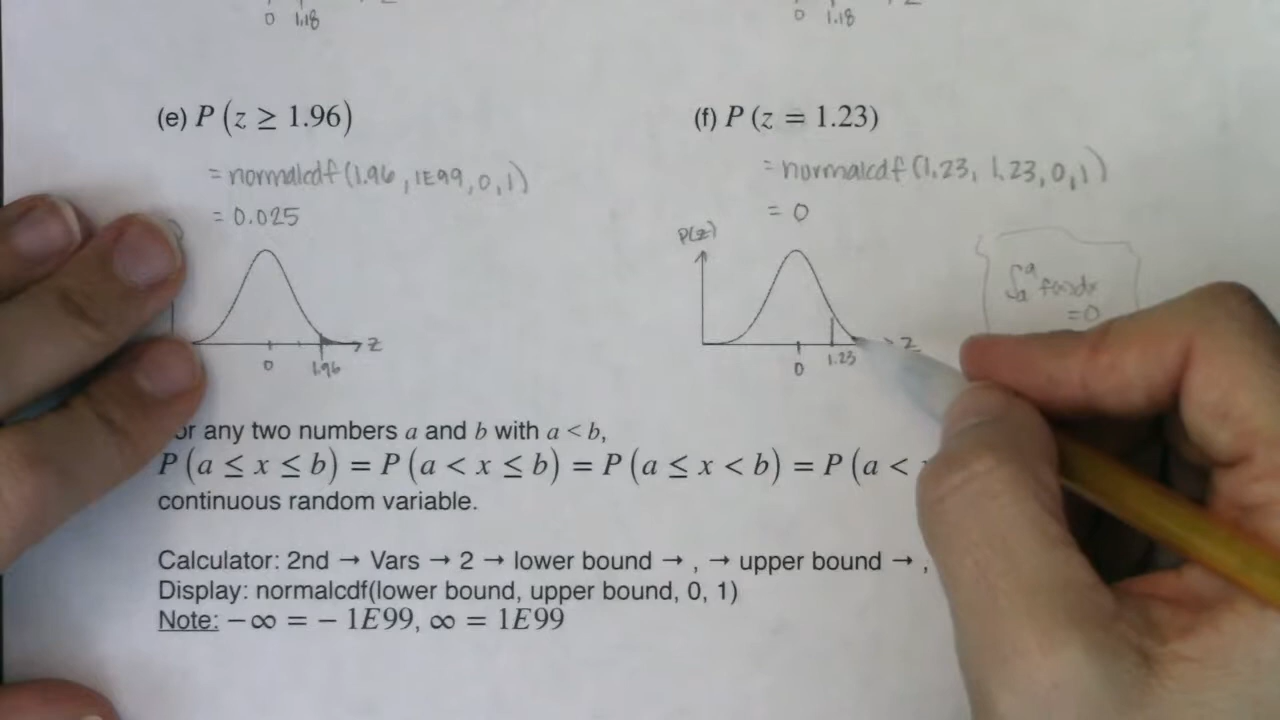 0 1.18
0 1.18
(e) P (z ≥ 1.96)
= normalcdf(1.96, 1E99, 0, 1)
= 0.025
0 1.96 z
(f) P (z = 1.23)
= normalcdf(1.23, 1.23, 0, 1)
= 0
P(z)
0 1.23 z
∫ₐᵃ f(x)dx
= 0
or any two numbers a and b with a < b,
P (a ≤ x ≤ b) = P (a < x ≤ b) = P (a ≤ x < b) = P (a <
continuous random variable.
Calculator: 2nd → Vars → 2 → lower bound → , → upper bound → ,
Display: normalcdf(lower bound, upper bound, 0, 1)
Note: −∞ = − 1E99, ∞ = 1E99